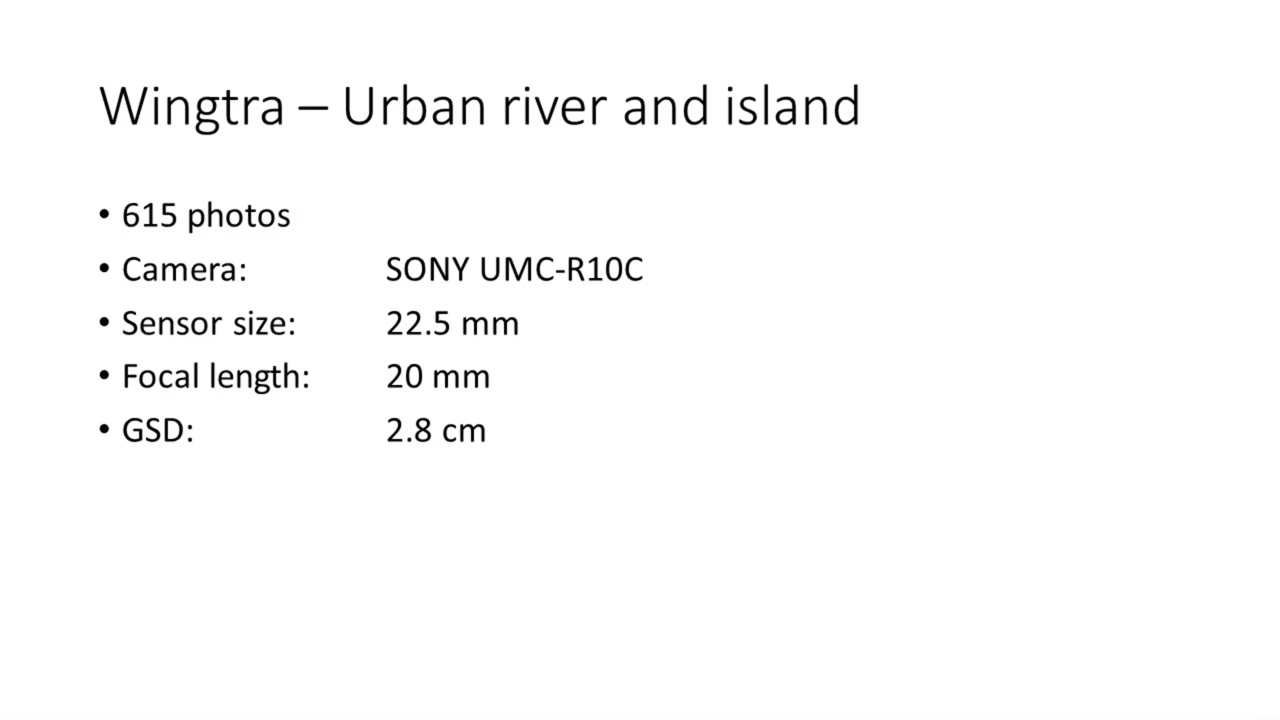 Wingtra – Urban river and island
• 615 photos
• Camera: SONY UMC-R10C
• Sensor size: 22.5 mm
• Focal length: 20 mm
• GSD: 2.8 cm